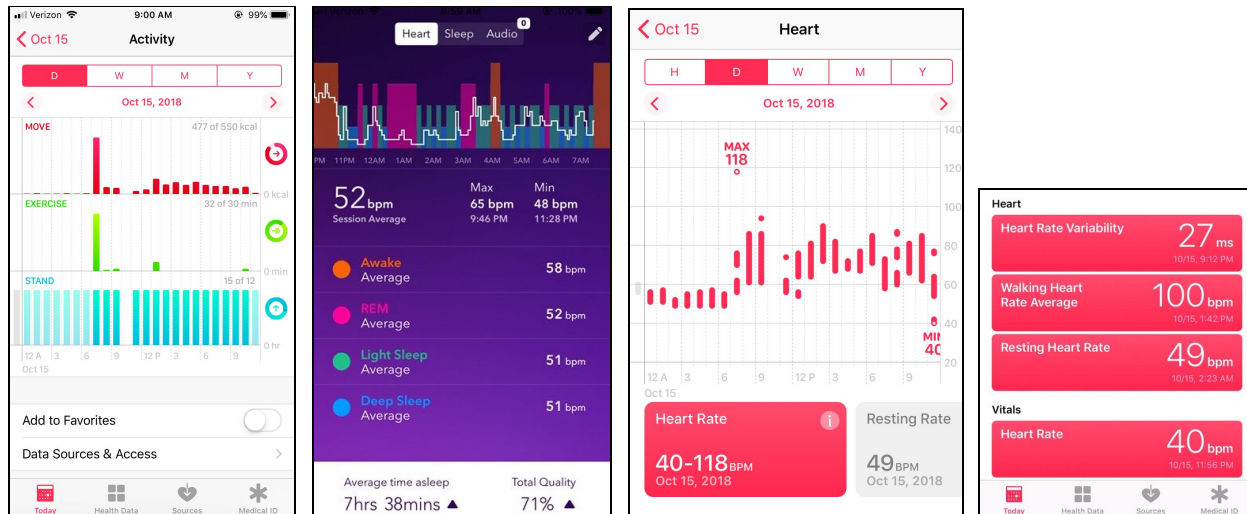 Verizon 9:00 AM 99%
Oct 15 Activity
D W M Y
Oct 15, 2018
MOVE 477 of 550 kcal
0 kcal
EXERCISE 32 of 30 min
0 min
STAND 15 of 12
0 hr
12 A 3 6 9 12 P 3 6 9
Oct 15
Add to Favorites
Data Sources & Access
Today Health Data Sources Medical ID
0
Heart Sleep Audio
PM 11PM 12AM 1AM 2AM 3AM 4AM 5AM 6AM 7AM
52 bpm
Session Average
Max
65 bpm
9:46 PM
Min
48 bpm
11:28 PM
Awake
Average
58 bpm
REM
Average
52 bpm
Light Sleep
Average
51 bpm
Deep Sleep
Average
51 bpm
Average time asleep
7hrs 38mins
Total Quality
71%
Oct 15 Heart
H D W M Y
Oct 15, 2018
140
MAX
118
120
100
80
60
40
MIN
40
20
12 A 3 6 9 12 P 3 6 9
Oct 15
Heart Rate
40-118 BPM
Oct 15, 2018
Resting Rate
49 BPM
Oct 15, 2018
Heart
Heart Rate Variability
27 ms
10/15, 9:12 PM
Walking Heart
Rate Average
100 bpm
10/15, 1:42 PM
Resting Heart Rate
49 bpm
10/15, 2:23 AM
Vitals
Heart Rate
40 bpm
10/15, 11:56 PM
Today Health Data Sources Medical ID